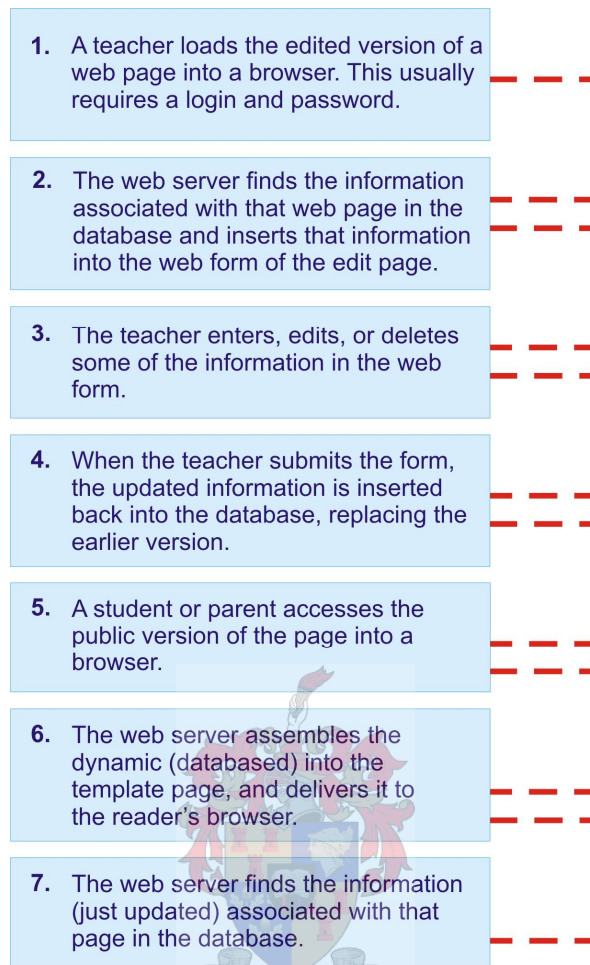 1. A teacher loads the edited version of a
web page into a browser. This usually
requires a login and password.
2. The web server finds the information
associated with that web page in the
database and inserts that information
into the web form of the edit page.
3. The teacher enters, edits, or deletes
some of the information in the web
form.
4. When the teacher submits the form,
the updated information is inserted
back into the database, replacing the
earlier version.
5. A student or parent accesses the
public version of the page into a
browser.
6. The web server assembles the
dynamic (databased) into the
template page, and delivers it to
the reader's browser.
7. The web server finds the information
(just updated) associated with that
page in the database.